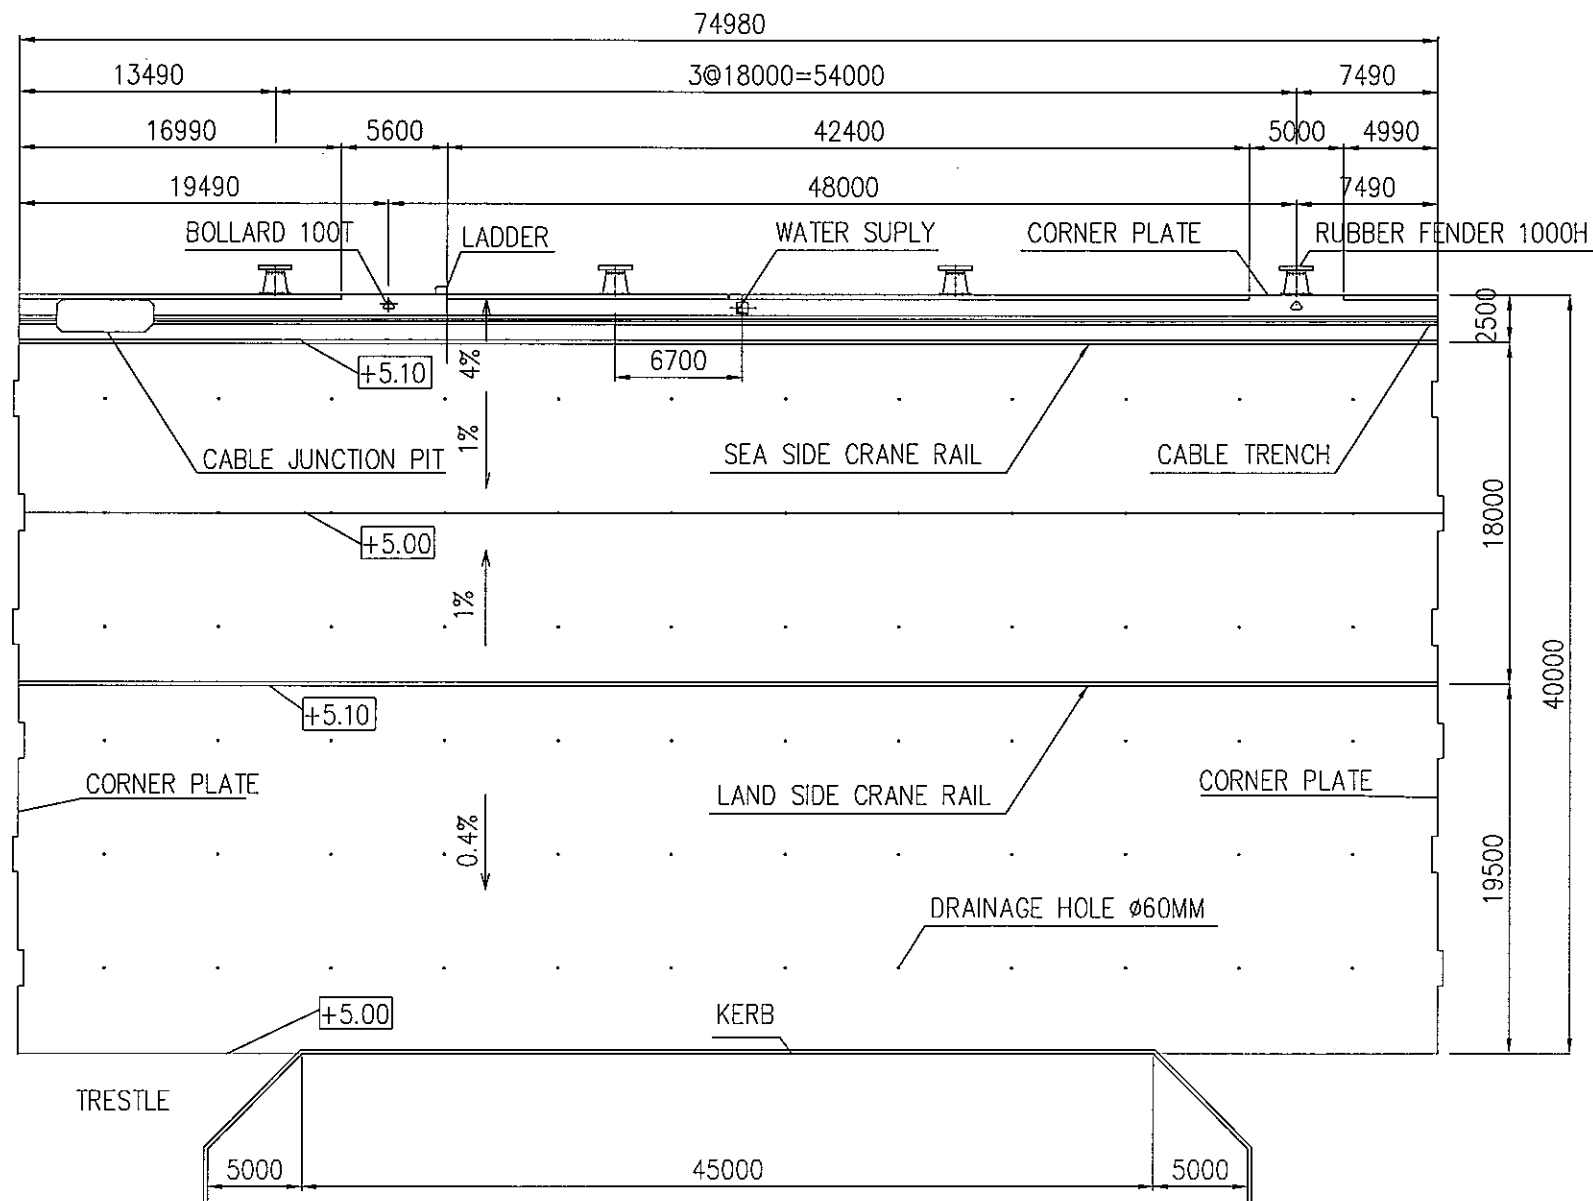 74980
13490 3@18000=54000 7490
16990 5600 42400 5000 4990
19490 48000 7490
BOLLARD 100T LADDER WATER SUPLY CORNER PLATE RUBBER FENDER 1000H
2500
+5.10 4% 6700
1%
CABLE JUNCTION PIT SEA SIDE CRANE RAIL CABLE TRENCH
18000
+5.00
1%
40000
+5.10
CORNER PLATE LAND SIDE CRANE RAIL CORNER PLATE
0.4%
19500
DRAINAGE HOLE ø60MM
+5.00 KERB
TRESTLE
5000 45000 5000